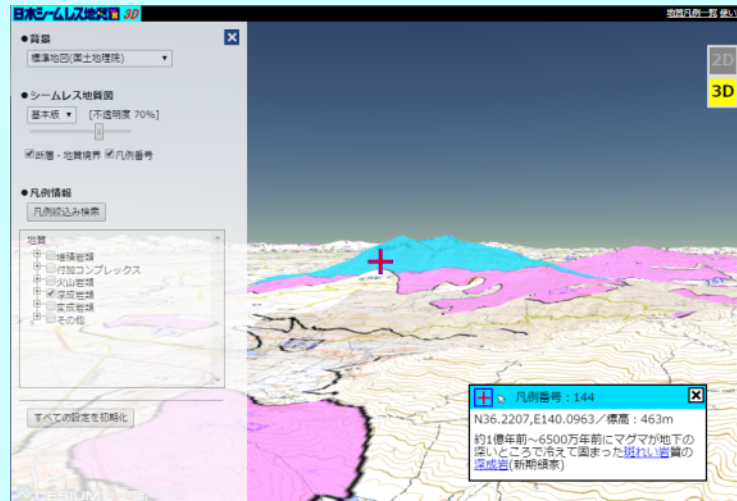 日本シームレス地質図 3D
地質凡例一覧 使い
●背景
標準地図(国土地理院)
●シームレス地質図
基本版 [不透明度 70%]
断層・地質境界 凡例番号
●凡例情報
凡例絞込み検索
地質
堆積岩類
付加コンプレックス
火山岩類
深成岩類
変成岩類
その他
すべての設定を初期化
2D
3D
凡例番号:144
N36.2207,E140.0963/標高:463m
約1億年前~6500万年前にマグマが地下の
深いところで冷えて固まった斑れい岩質の
深成岩(新期領家)
CESIUM